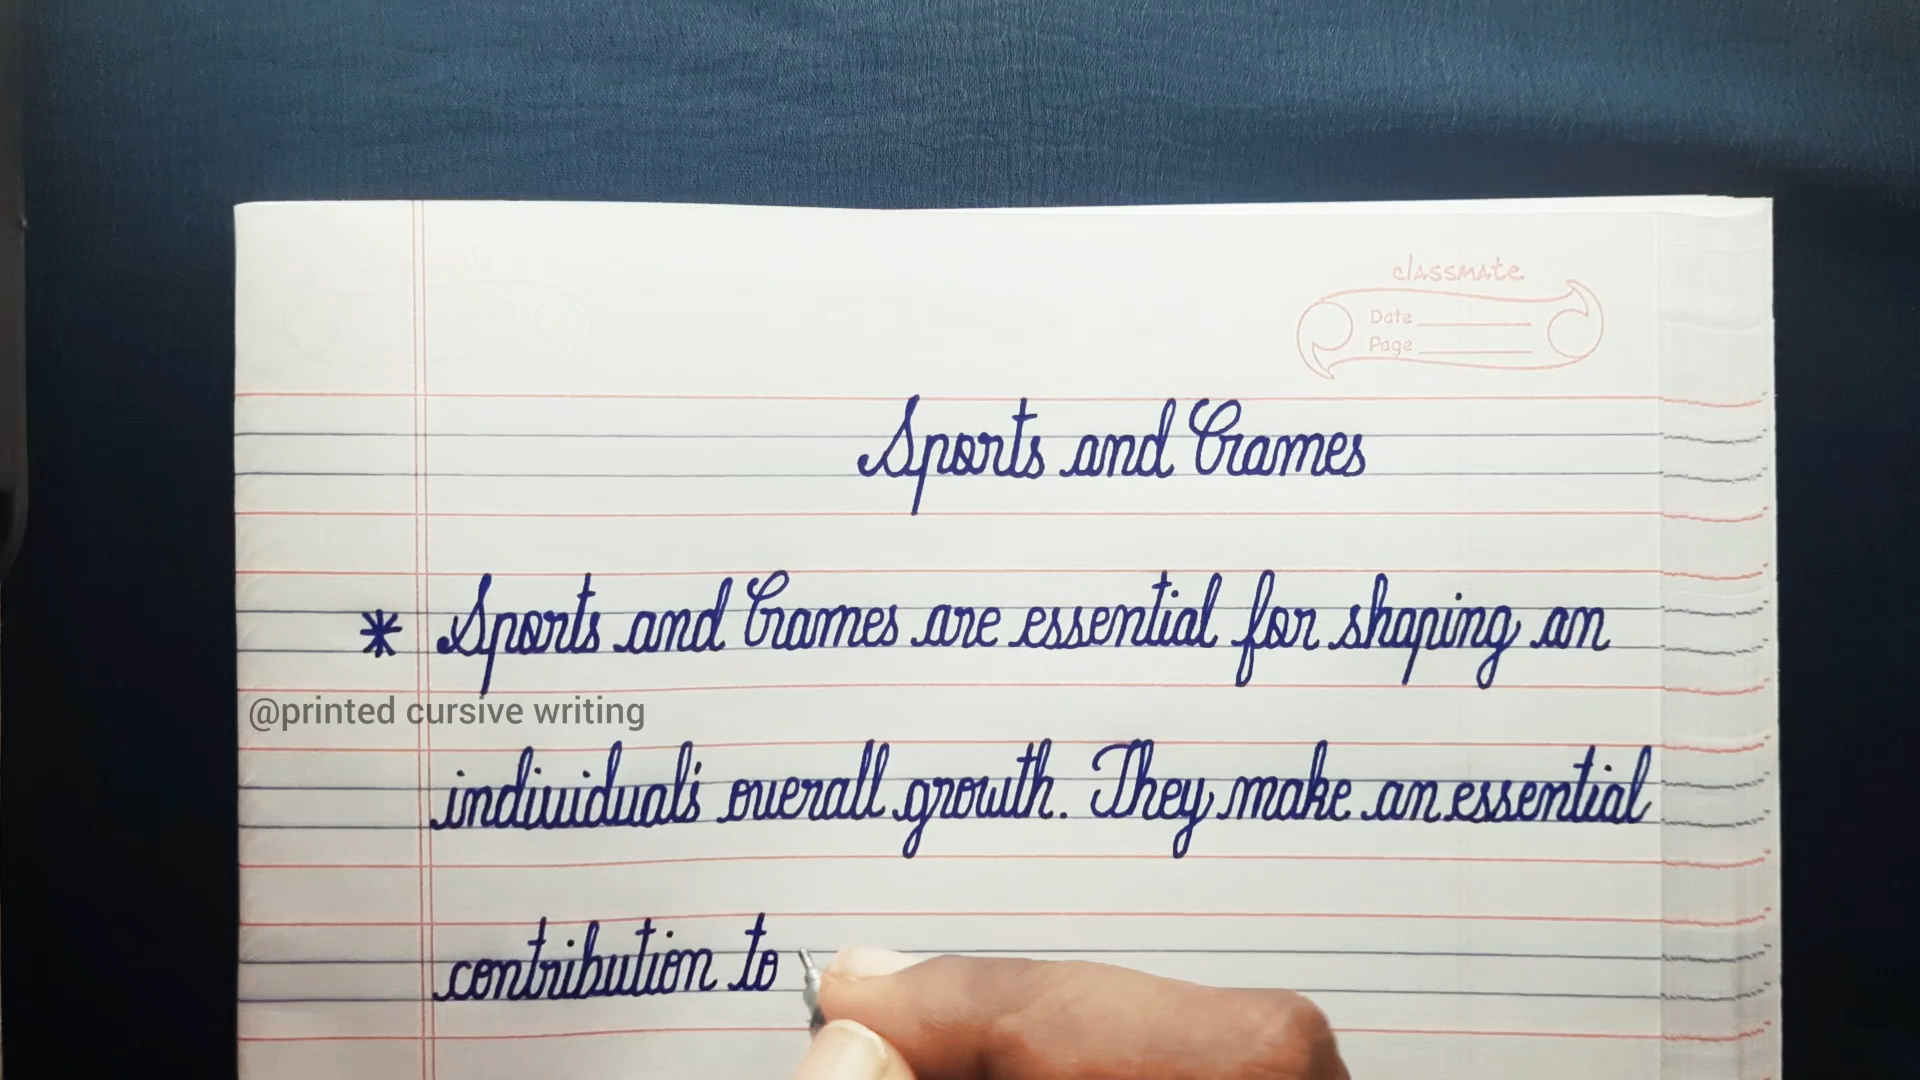 classmate
Date
Page
Sports and Games
* Sports and Games are essential for shaping an
@printed cursive writing
individual's overall growth. They make an essential
contribution to